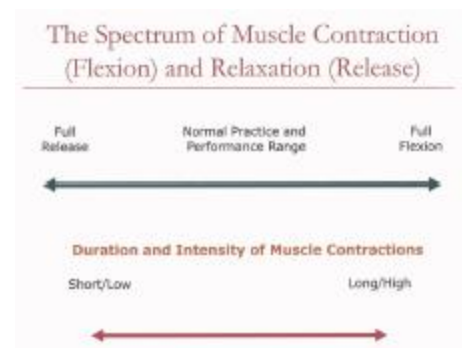 The Spectrum of Muscle Contraction
(Flexion) and Relaxation (Release)
Full
Release
Normal Practice and
Performance Range
Full
Flexion
Duration and Intensity of Muscle Contractions
Short/Low
Long/High